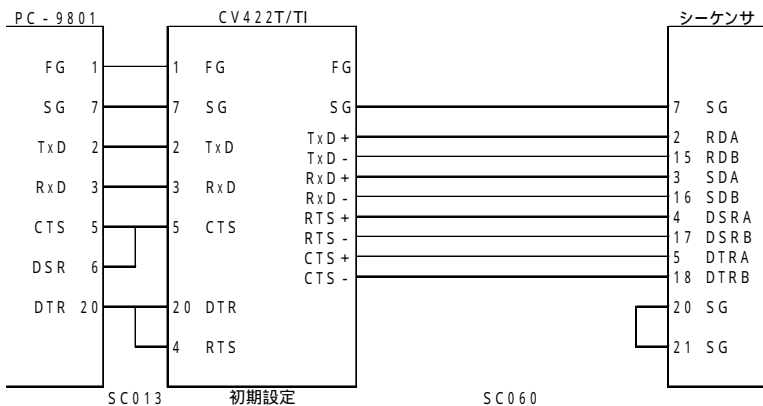 PC-9801 CV422T/TI シーケンサ
FG 1 1 FG FG
SG 7 7 SG SG 7 SG
TxD 2 2 TxD TxD+ 2 RDA
TxD- 15 RDB
RxD 3 3 RxD RxD+ 3 SDA
RxD- 16 SDB
CTS 5 5 CTS RTS+ 4 DSRA
RTS- 17 DSRB
DSR 6 CTS+ 5 DTRA
CTS- 18 DTRB
DTR 20 20 DTR 20 SG
4 RTS 21 SG
SC013 初期設定 SC060